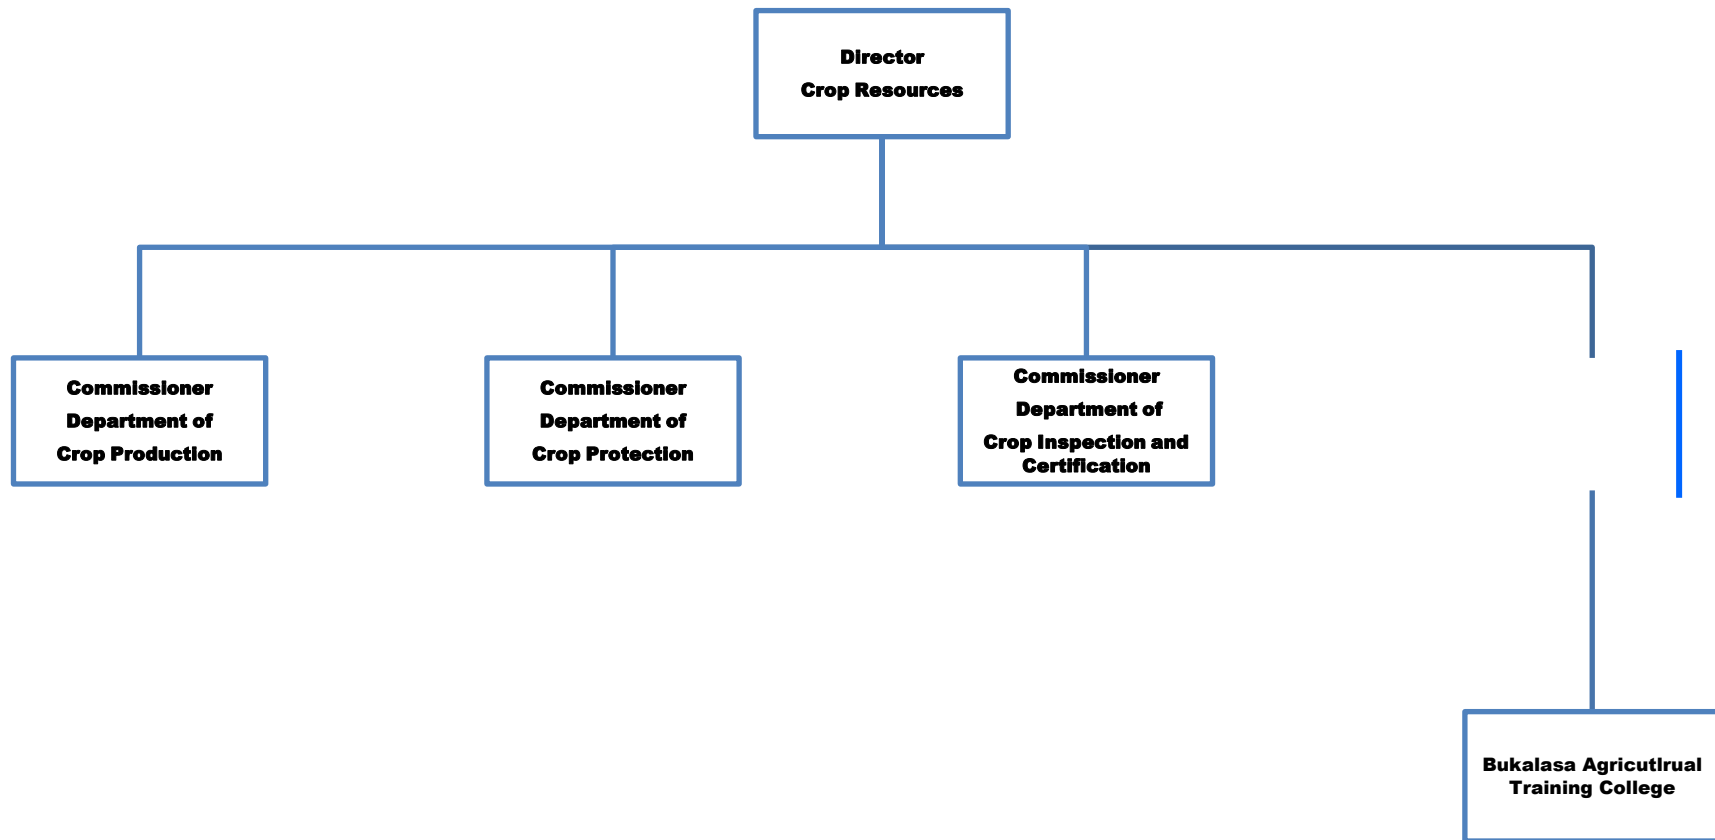 Director
Crop Resources
Commissioner
Department of
Crop Production
Commissioner
Department of
Crop Protection
Commissioner
Department of
Crop Inspection and
Certification
Bukalasa Agricutlrual
Training College